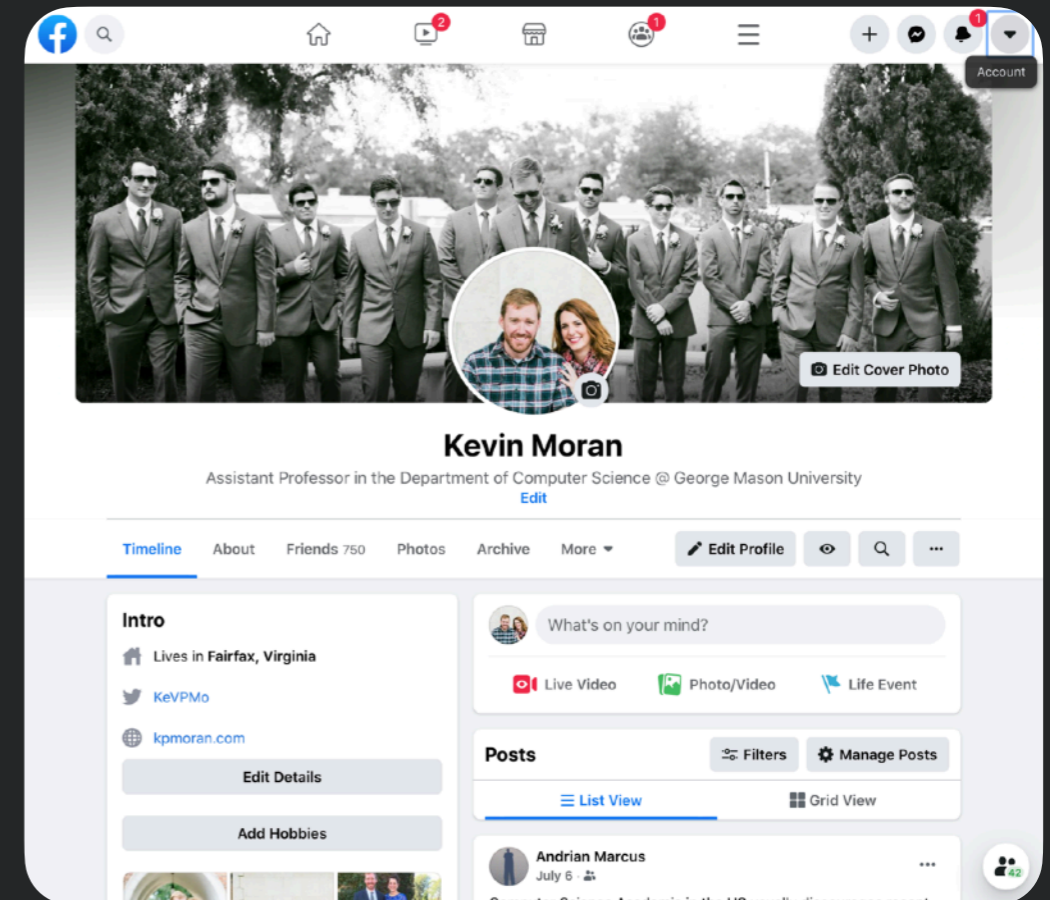 2
1
1
Account
Edit Cover Photo
Kevin Moran
Assistant Professor in the Department of Computer Science @ George Mason University
Edit
Timeline About Friends 750 Photos Archive More Edit Profile
Intro
Lives in Fairfax, Virginia
KeVPMo
kpmoran.com
Edit Details
Add Hobbies
What's on your mind?
Live Video Photo/Video Life Event
Posts Filters Manage Posts
List View Grid View
Andrian Marcus
July 6 ·
42